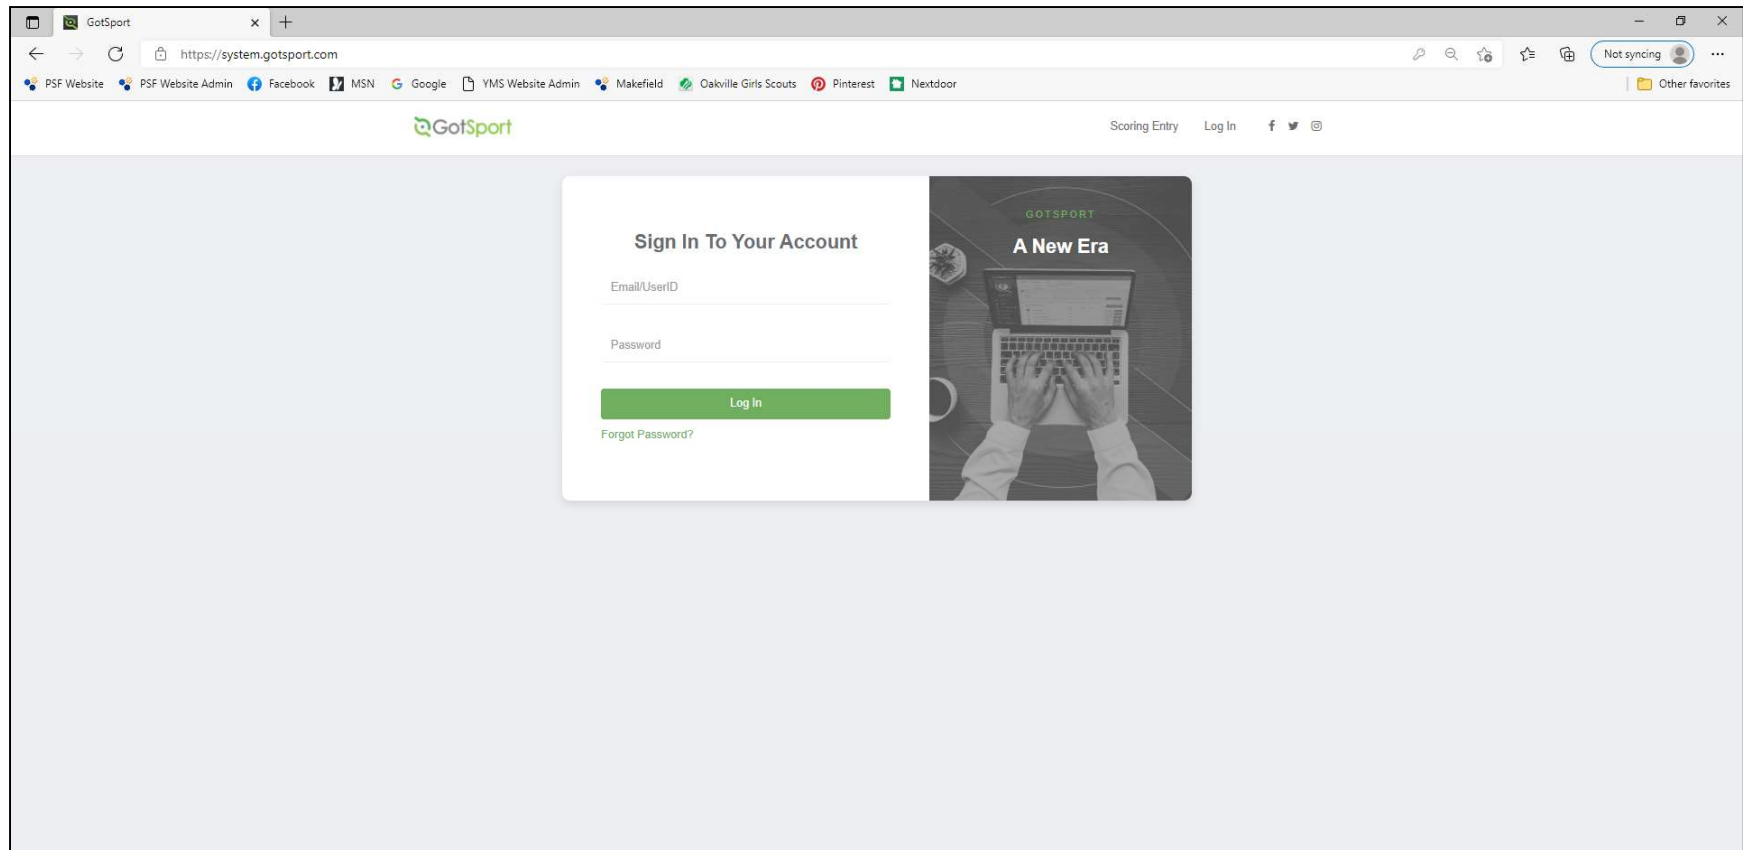 GotSport
https://system.gotsport.com
Not syncing
PSF Website PSF Website Admin Facebook MSN Google YMS Website Admin Makefield Oakville Girls Scouts Pinterest Nextdoor Other favorites
GotSport Scoring Entry Log In
Sign In To Your Account
Email/UserID
Password
Log In
Forgot Password?
GOTSPORT
A New Era